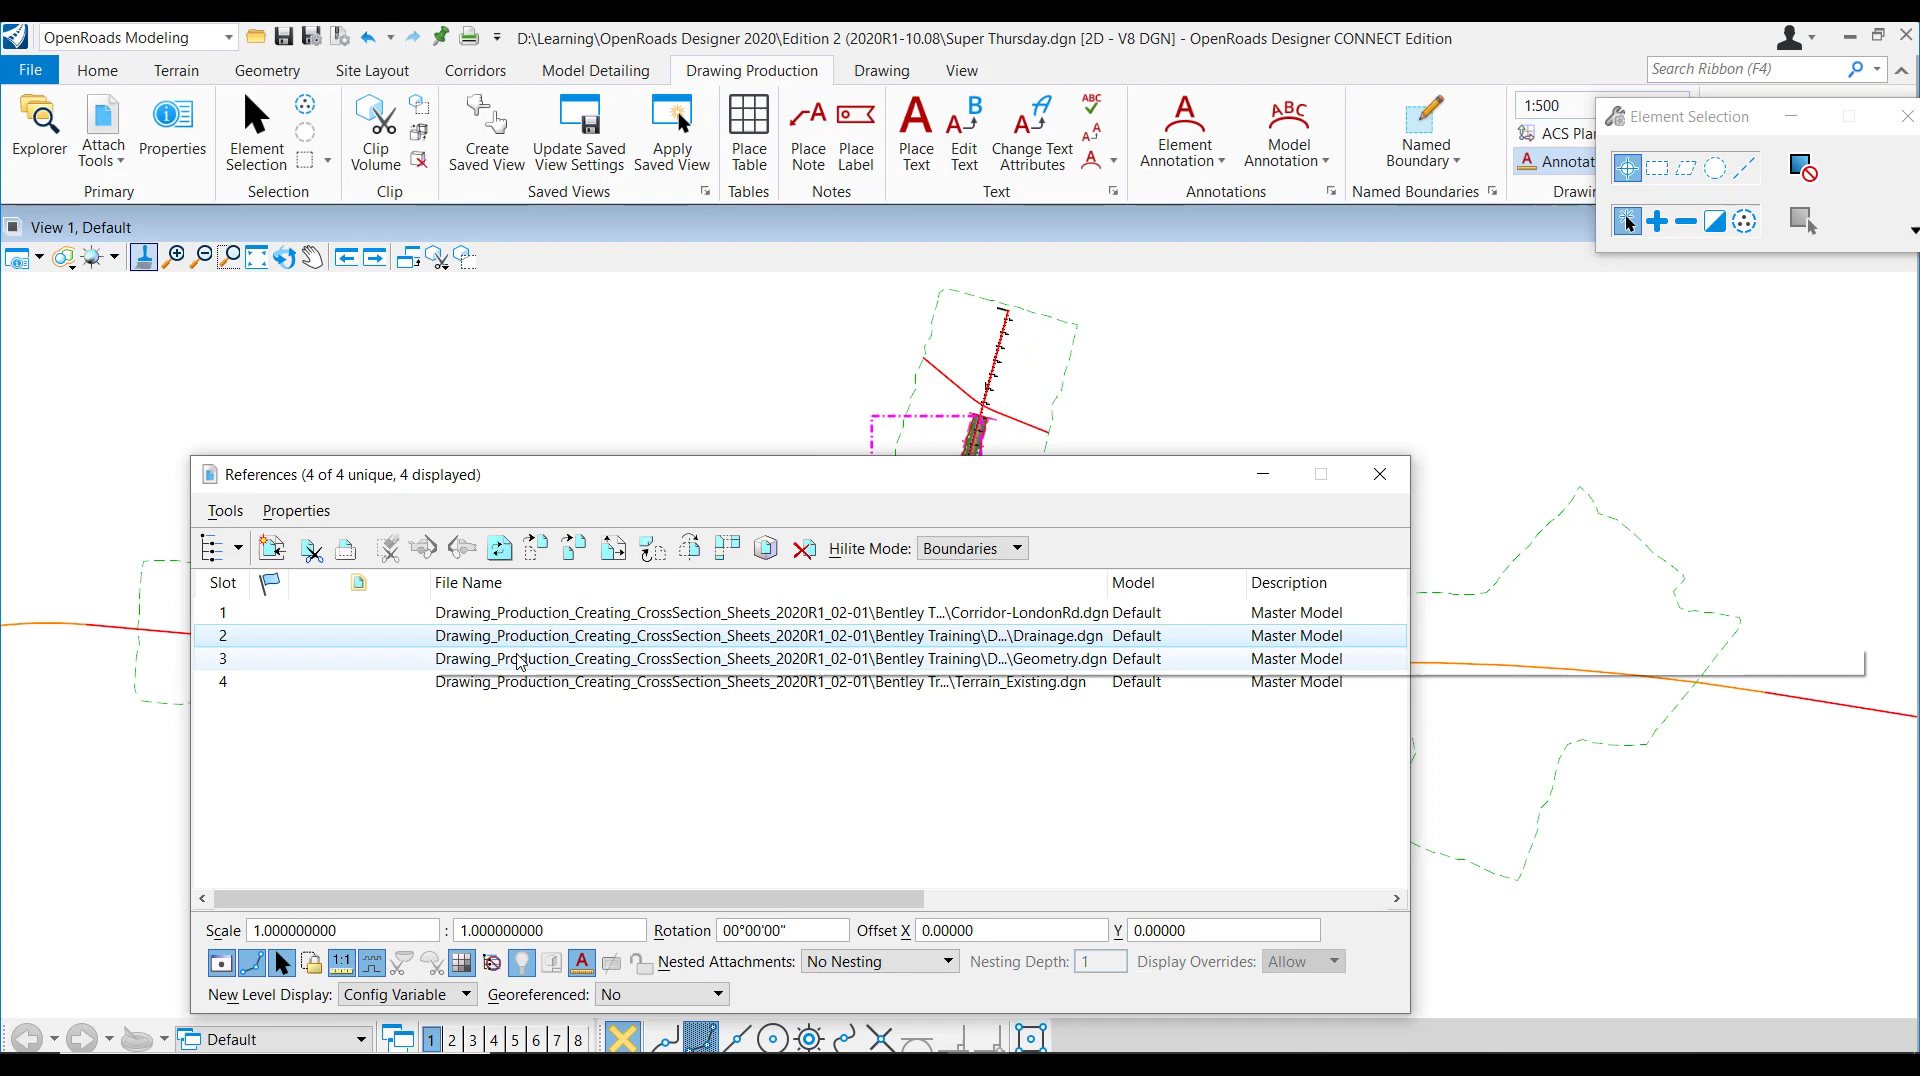 OpenRoads Modeling
D:\Learning\OpenRoads Designer 2020\Edition 2 (2020R1-10.08\Super Thursday.dgn [2D - V8 DGN] - OpenRoads Designer CONNECT Edition
File Home Terrain Geometry Site Layout Corridors Model Detailing Drawing Production Drawing View
Search Ribbon (F4)
Explorer
Attach Tools
Properties
Primary
Element Selection
Selection
Clip Volume
Clip
Create Saved View
Update Saved View Settings
Apply Saved View
Saved Views
Place Table
Tables
Place Note
Place Label
Notes
Place Text
Edit Text
Change Text Attributes
Text
Element Annotation
Model Annotation
Annotations
Named Boundary
Named Boundaries
1:500
ACS Plan
Annotat
Drawin
Element Selection
View 1, Default
References (4 of 4 unique, 4 displayed)
Tools Properties
Hilite Mode: Boundaries
Slot File Name Model Description
1 Drawing_Production_Creating_CrossSection_Sheets_2020R1_02-01\Bentley T...\Corridor-LondonRd.dgn Default Master Model
2 Drawing_Production_Creating_CrossSection_Sheets_2020R1_02-01\Bentley Training\D...\Drainage.dgn Default Master Model
3 Drawing_Production_Creating_CrossSection_Sheets_2020R1_02-01\Bentley Training\D...\Geometry.dgn Default Master Model
4 Drawing_Production_Creating_CrossSection_Sheets_2020R1_02-01\Bentley Tr...\Terrain_Existing.dgn Default Master Model
Scale 1.000000000 : 1.000000000 Rotation 00°00'00" Offset X 0.00000 Y 0.00000
1:1 Nested Attachments: No Nesting Nesting Depth: 1 Display Overrides: Allow
New Level Display: Config Variable Georeferenced: No
Default 1 2 3 4 5 6 7 8